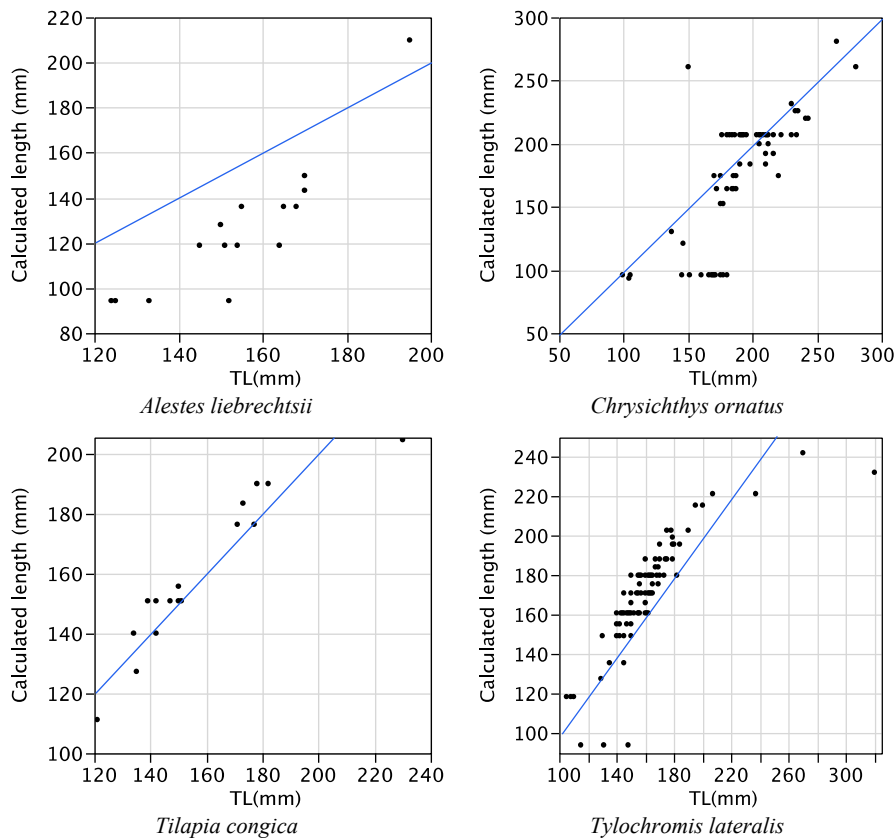 220
200
180
160
140
120
100
80
120 140 160 180 200
Calculated length (mm)
TL(mm)
Alestes liebrechtsii
300
250
200
150
100
50
50 100 150 200 250 300
Calculated length (mm)
TL(mm)
Chrysichthys ornatus
200
180
160
140
120
100
120 140 160 180 200 220 240
Calculated length (mm)
TL(mm)
Tilapia congica
240
220
200
180
160
140
120
100
100 140 180 220 260 300
Calculated length (mm)
TL(mm)
Tylochromis lateralis